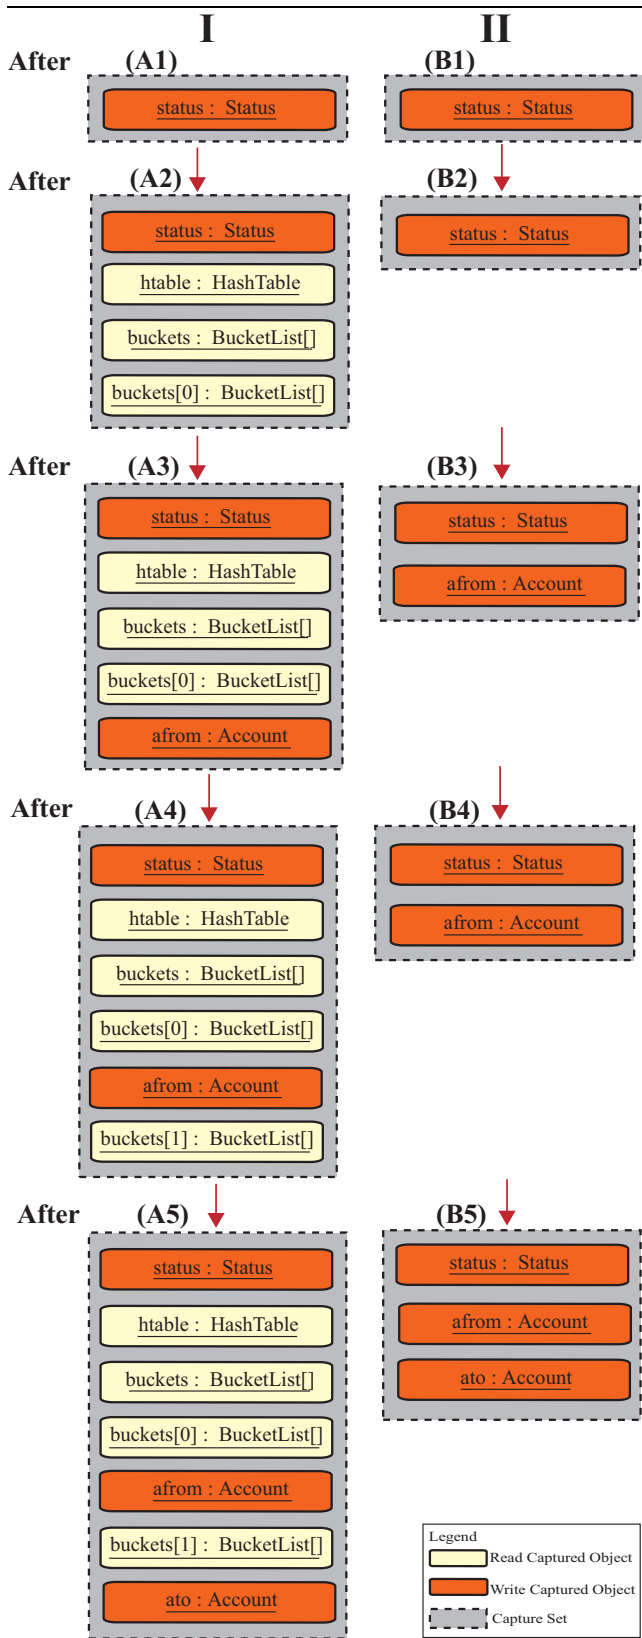 I II
After (A1) (B1)
status : Status status : Status
After (A2) (B2)
status : Status status : Status
htable : HashTable
buckets : BucketList[]
buckets[0] : BucketList[]
After (A3) (B3)
status : Status status : Status
htable : HashTable afrom : Account
buckets : BucketList[]
buckets[0] : BucketList[]
afrom : Account
After (A4) (B4)
status : Status status : Status
htable : HashTable afrom : Account
buckets : BucketList[]
buckets[0] : BucketList[]
afrom : Account
buckets[1] : BucketList[]
After (A5) (B5)
status : Status status : Status
htable : HashTable afrom : Account
buckets : BucketList[] ato : Account
buckets[0] : BucketList[]
afrom : Account
buckets[1] : BucketList[]
ato : Account
Legend
Read Captured Object
Write Captured Object
Capture Set